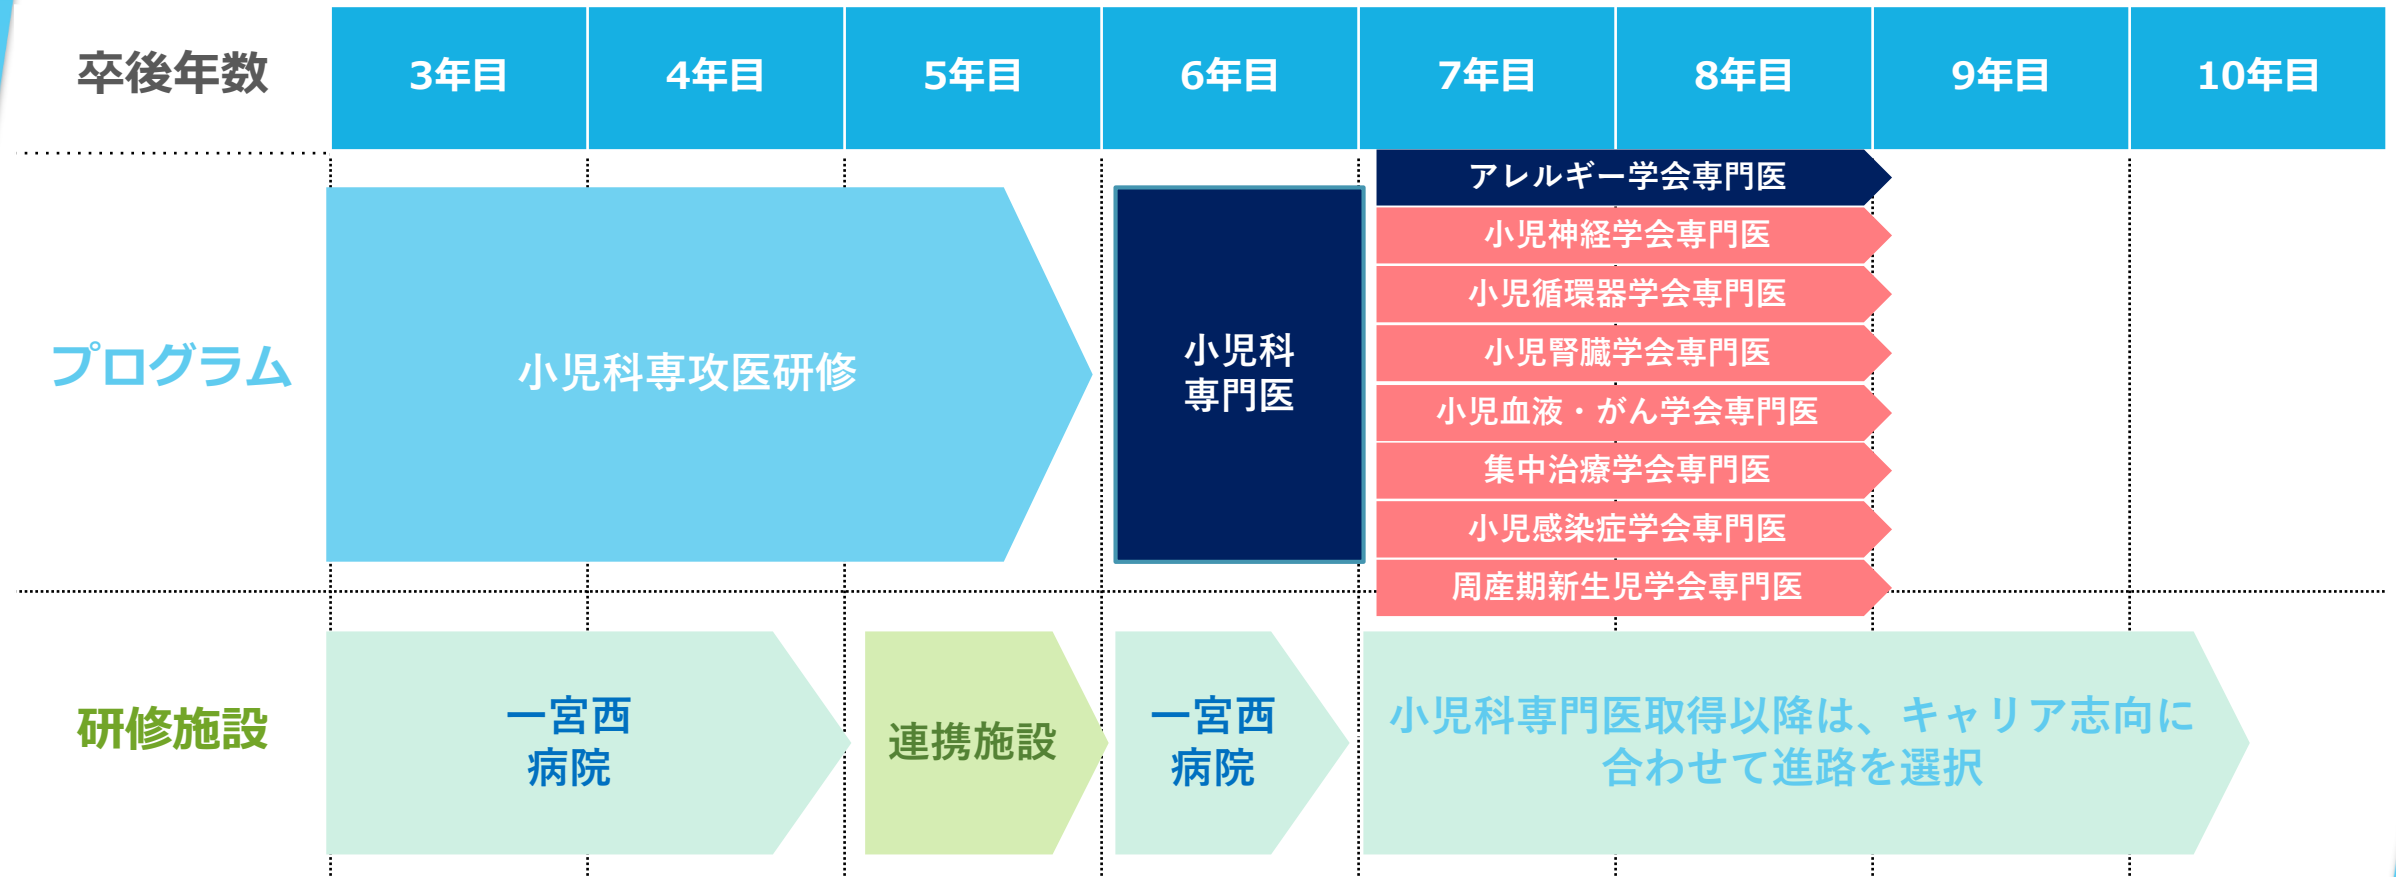 卒後年数
3年目
4年目
5年目
6年目
7年目
8年目
9年目
10年目
プログラム
小児科専攻医研修
小児科
専門医
アレルギー学会専門医
小児神経学会専門医
小児循環器学会専門医
小児腎臓学会専門医
小児血液・がん学会専門医
集中治療学会専門医
小児感染症学会専門医
周産期新生児学会専門医
研修施設
一宮西
病院
連携施設
一宮西
病院
小児科専門医取得以降は、キャリア志向に
合わせて進路を選択